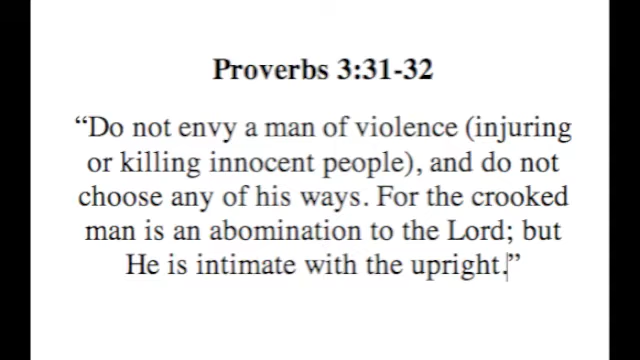 Proverbs 3:31-32
“Do not envy a man of violence (injuring
or killing innocent people), and do not
choose any of his ways. For the crooked
man is an abomination to the Lord; but
He is intimate with the upright.”